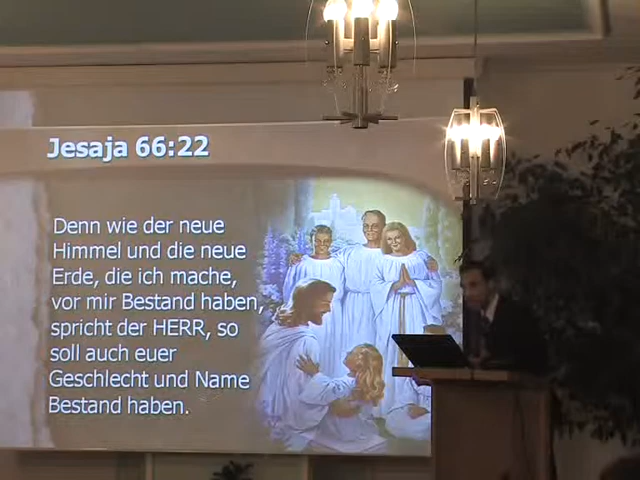 Jesaja 66:22
Denn wie der neue
Himmel und die neue
Erde, die ich mache,
vor mir Bestand haben,
spricht der HERR, so
soll auch euer
Geschlecht und Name
Bestand haben.